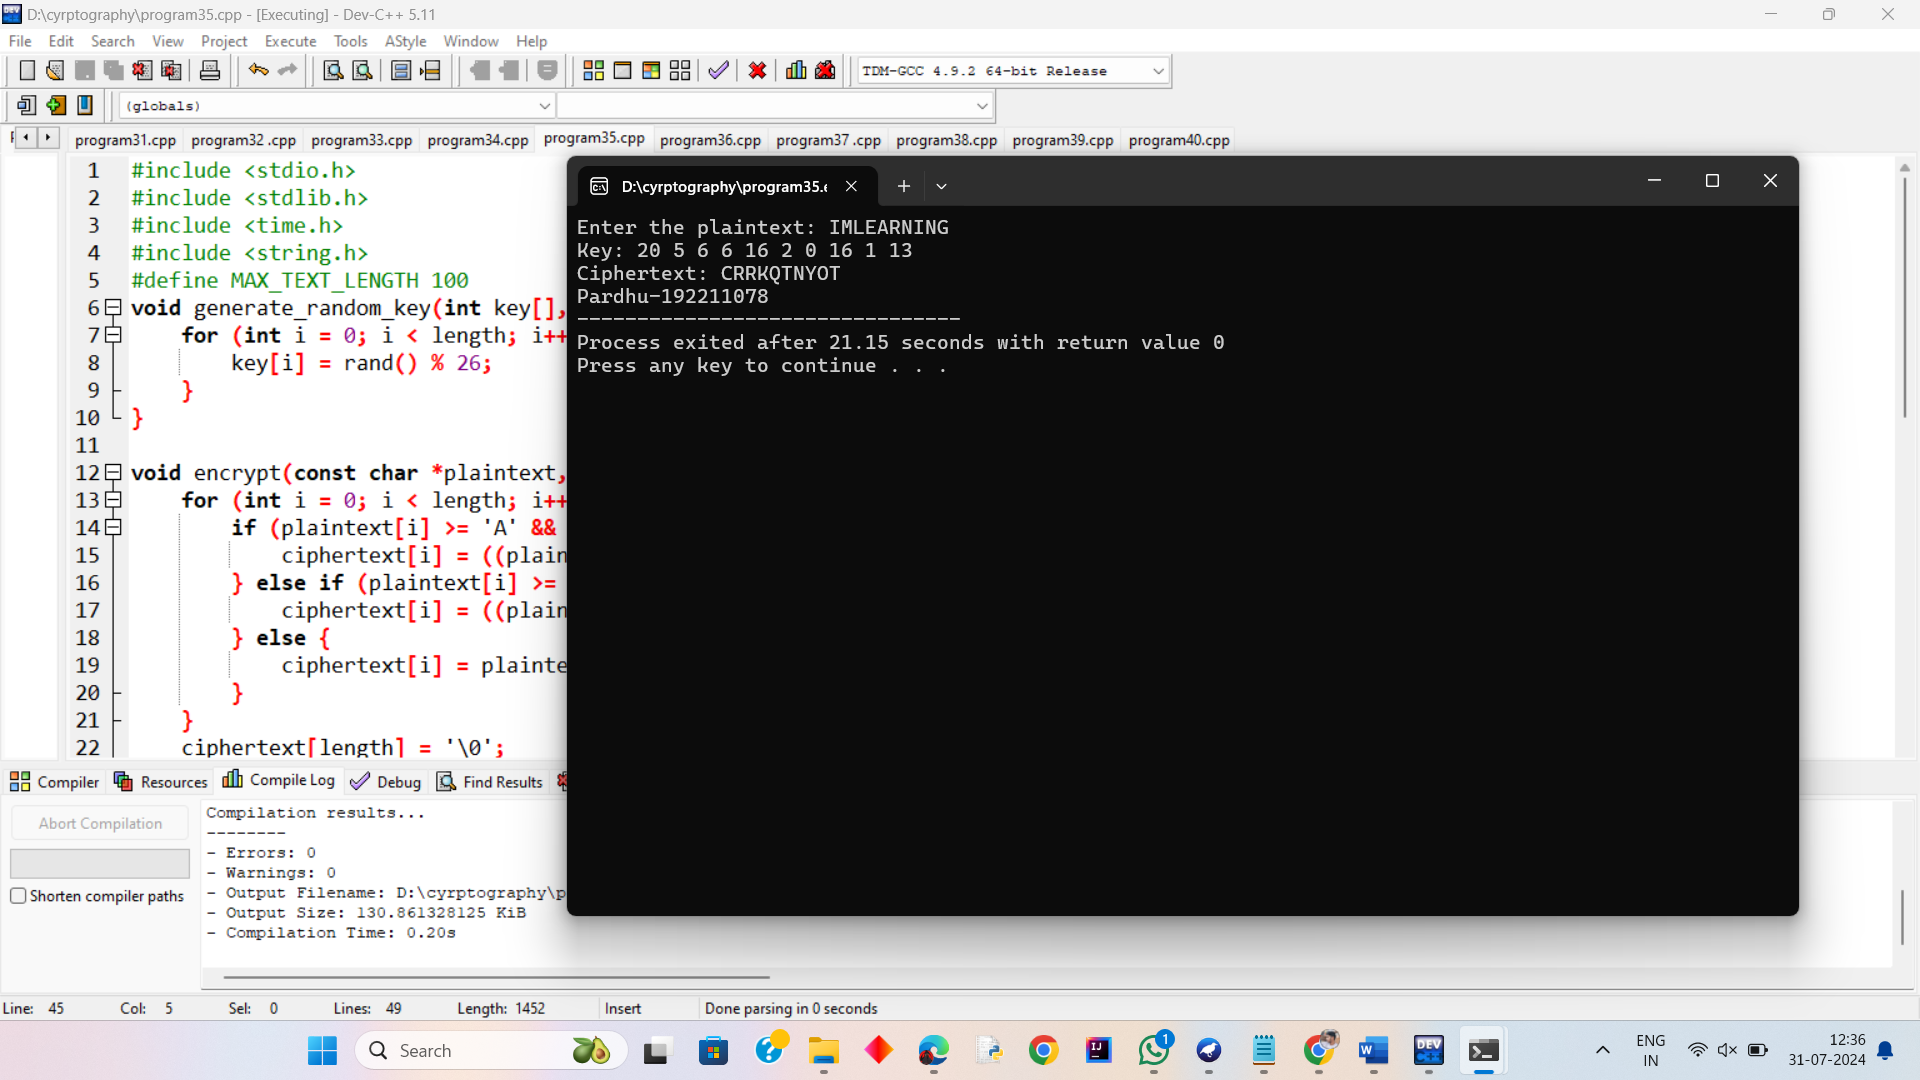 D:\cyrptography\program35.cpp - [Executing] - Dev-C++ 5.11
File Edit Search View Project Execute Tools AStyle Window Help
TDM-GCC 4.9.2 64-bit Release
(globals)
program31.cpp program32 .cpp program33.cpp program34.cpp program35.cpp program36.cpp program37 .cpp program38.cpp program39.cpp program40.cpp
1 #include <stdio.h>
2 #include <stdlib.h>
3 #include <time.h>
4 #include <string.h>
5 #define MAX_TEXT_LENGTH 100
6 void generate_random_key(int key[],
7 for (int i = 0; i < length; i++
8 key[i] = rand() % 26;
9 }
10 }
11
12 void encrypt(const char *plaintext,
13 for (int i = 0; i < length; i++
14 if (plaintext[i] >= 'A' &&
15 ciphertext[i] = ((plain
16 } else if (plaintext[i] >=
17 ciphertext[i] = ((plain
18 } else {
19 ciphertext[i] = plainte
20 }
21 }
22 ciphertext[length] = '\0';
D:\cyrptography\program35.e
Enter the plaintext: IMLEARNING
Key: 20 5 6 6 16 2 0 16 1 13
Ciphertext: CRRKQTNYOT
Pardhu-192211078
--------------------------------
Process exited after 21.15 seconds with return value 0
Press any key to continue . . .
Compiler Resources Compile Log Debug Find Results
Abort Compilation
Shorten compiler paths
Compilation results...
--------
- Errors: 0
- Warnings: 0
- Output Filename: D:\cyrptography\p
- Output Size: 130.861328125 KiB
- Compilation Time: 0.20s
Line: 45 Col: 5 Sel: 0 Lines: 49 Length: 1452 Insert Done parsing in 0 seconds
Search
1
DEV
ENG
IN
12:36
31-07-2024